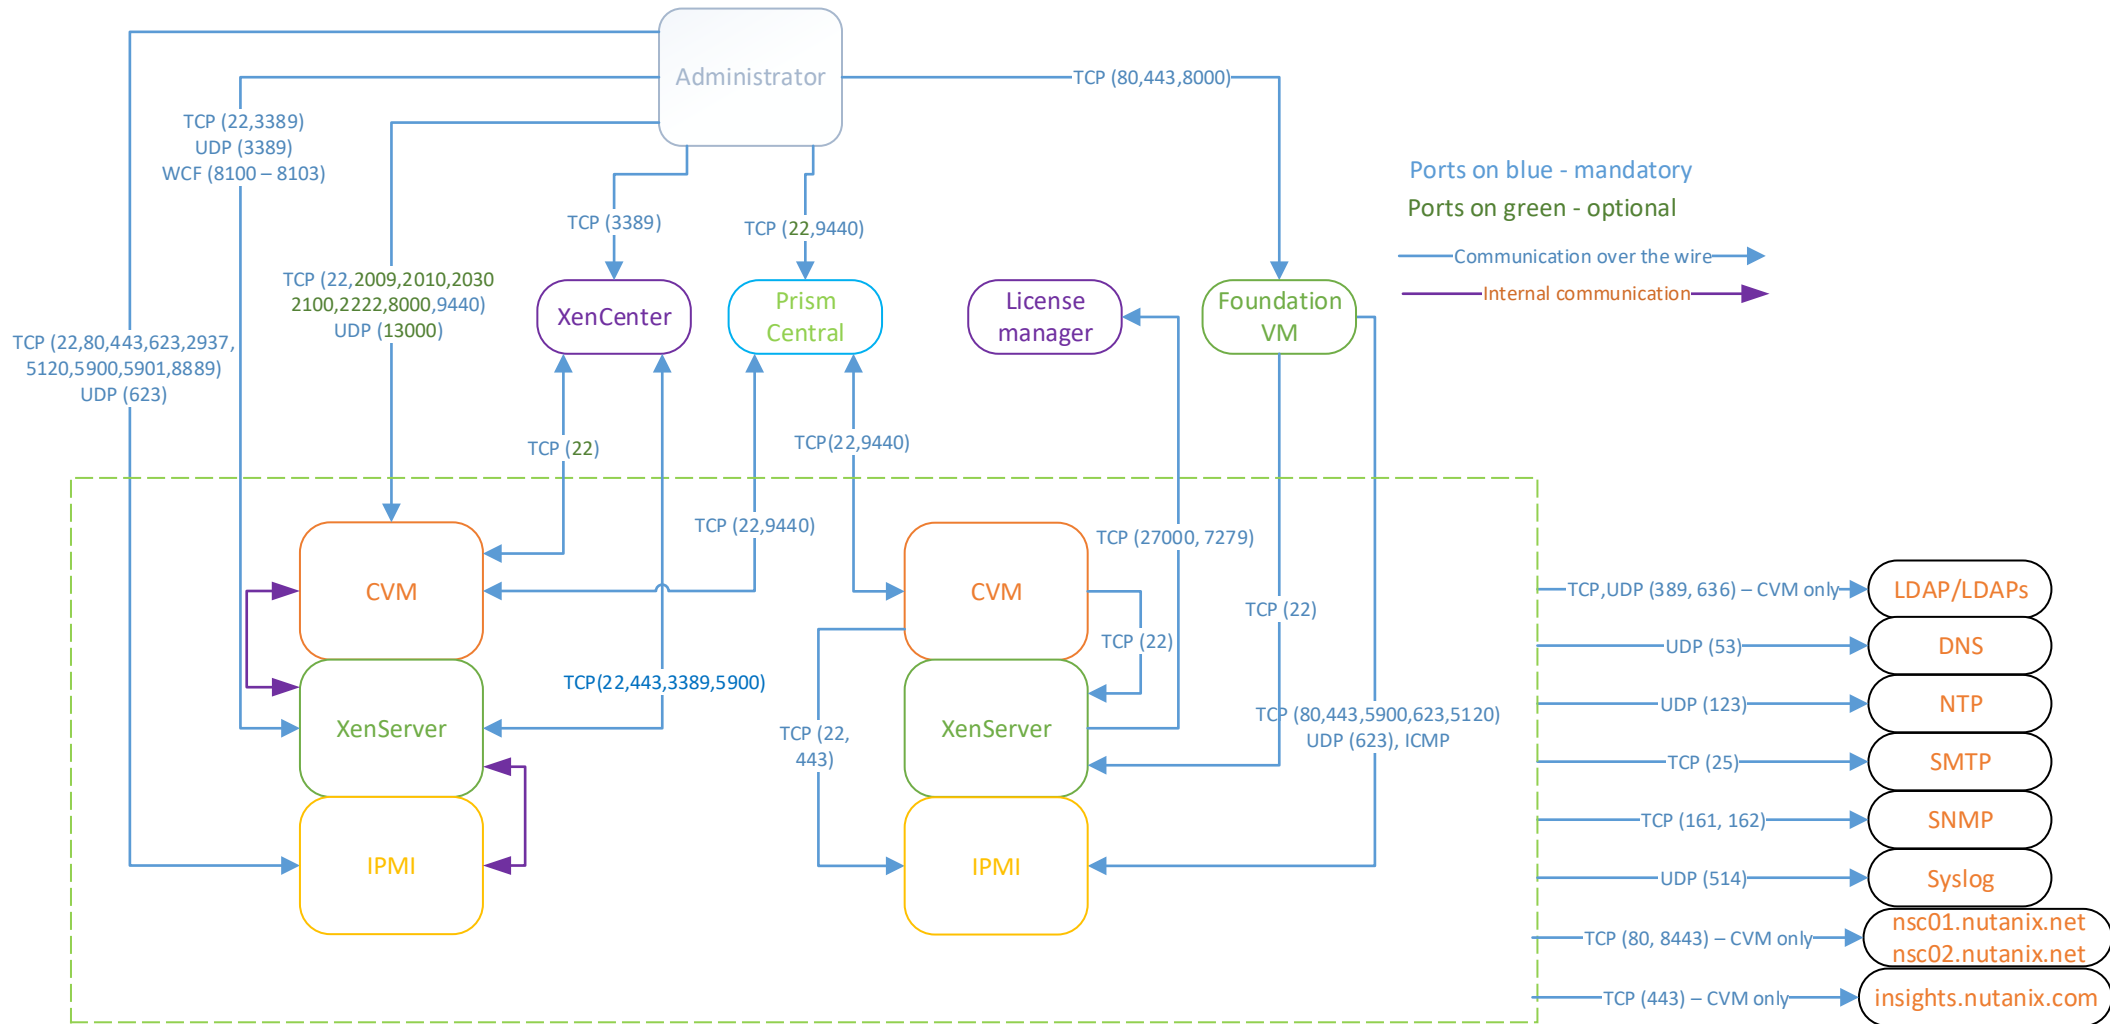 Administrator
TCP (80,443,8000)
TCP (22,3389)
UDP (3389)
WCF (8100 – 8103)
Ports on blue - mandatory
Ports on green - optional
Communication over the wire
Internal communication
TCP (3389)
TCP (22,9440)
TCP (22,2009,2010,2030
2100,2222,8000,9440)
UDP (13000)
XenCenter
Prism
Central
License
manager
Foundation
VM
TCP (22,80,443,623,2937,
5120,5900,5901,8889)
UDP (623)
TCP (22)
TCP(22,9440)
TCP (22,9440)
TCP (27000, 7279)
CVM
CVM
TCP (22)
TCP (22)
TCP(22,443,3389,5900)
XenServer
XenServer
TCP (22,
443)
TCP (80,443,5900,623,5120)
UDP (623), ICMP
IPMI
IPMI
TCP,UDP (389, 636) – CVM only
LDAP/LDAPs
UDP (53)
DNS
UDP (123)
NTP
TCP (25)
SMTP
TCP (161, 162)
SNMP
UDP (514)
Syslog
TCP (80, 8443) – CVM only
nsc01.nutanix.net
nsc02.nutanix.net
TCP (443) – CVM only
insights.nutanix.com